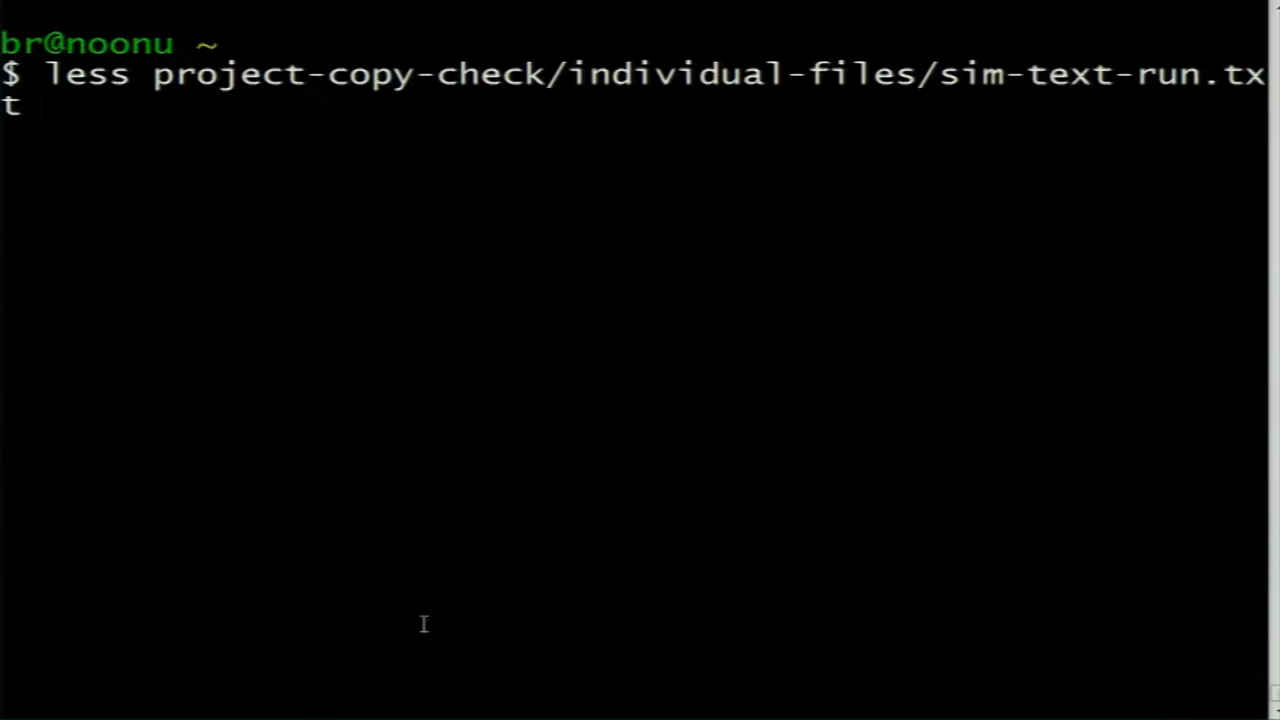 br@noonu ~
$ less project-copy-check/individual-files/sim-text-run.tx
t